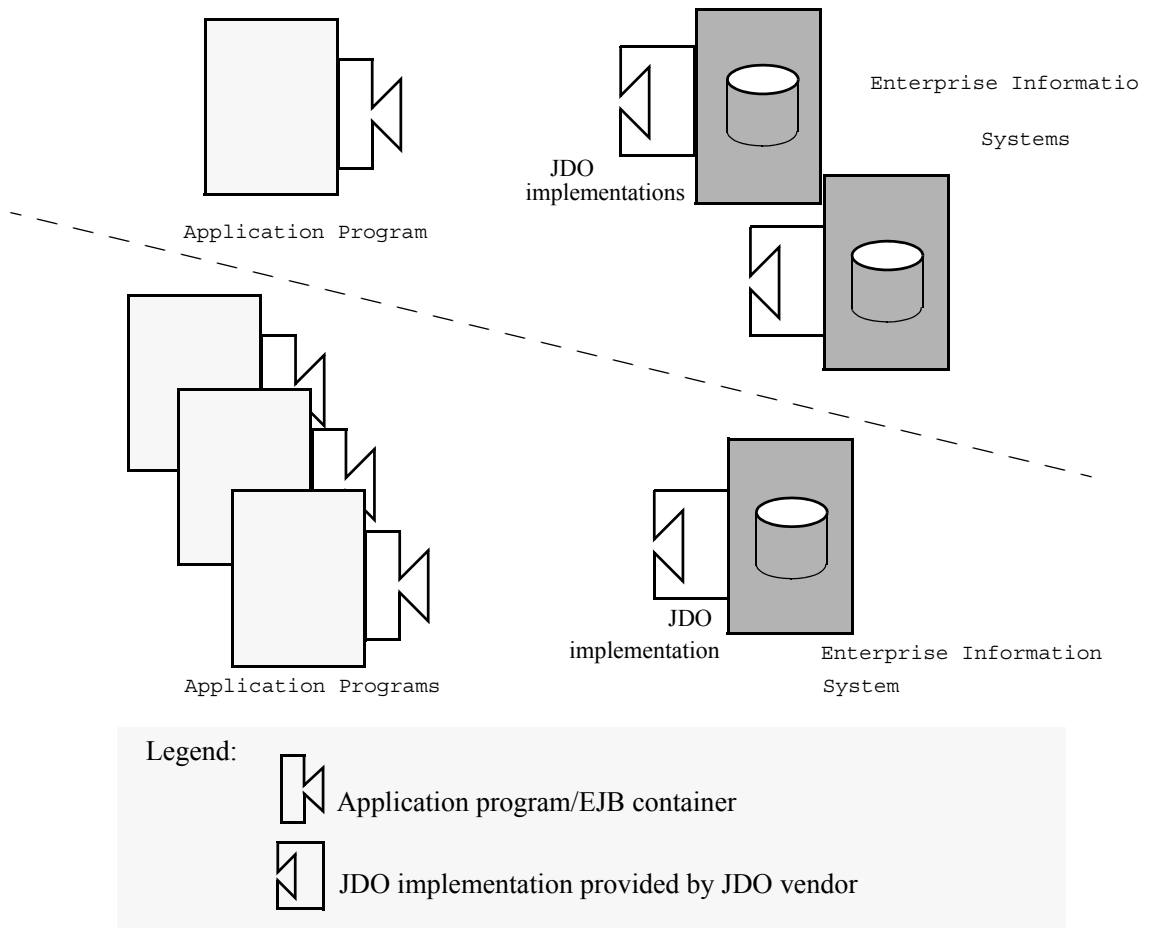 Enterprise Informatio
Systems
JDO
implementations
Application Program
JDO
implementation
Enterprise Information
System
Application Programs
Legend:
Application program/EJB container
JDO implementation provided by JDO vendor